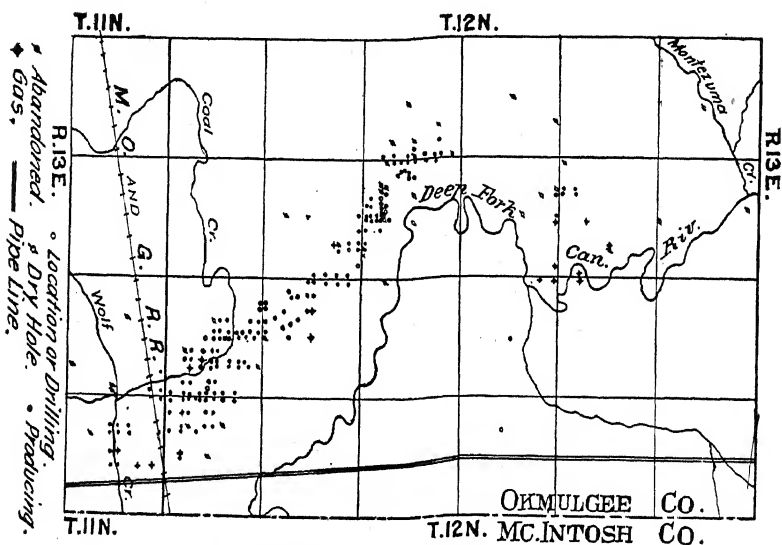 T.11N. T.12N.
Montezuma
Cr.
R.13E.
R.13E.
Coal
Cr.
M. O. AND G. R.R.
Deep Fork
Can. Riv.
Wolf
Cr.
Location or Drilling. Producing.
Abandoned. Dry Hole.
Gas. Pipe Line.
OKMULGEE CO.
T.11N. T.12N. MC.INTOSH CO.